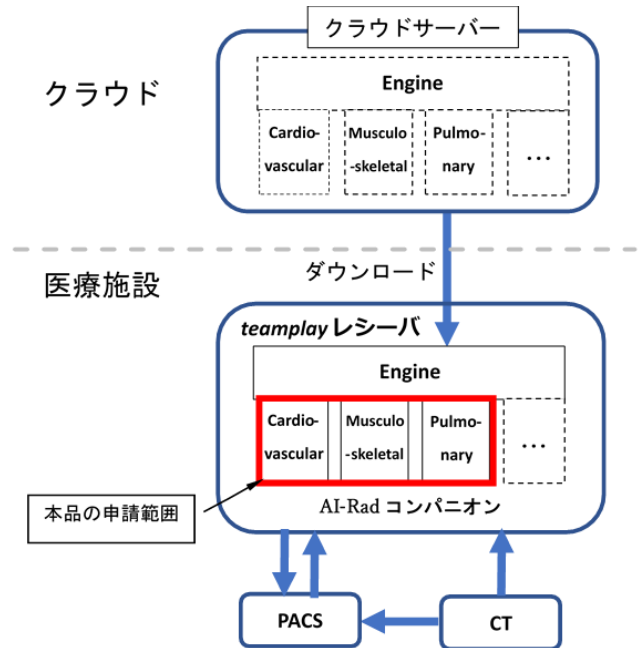 クラウドサーバー
クラウド
Engine
Cardio-
vascular
Musculo
-skeletal
Pulmo-
nary
...
ダウンロード
医療施設
teamplay レシーバ
Engine
Cardio-
vascular
Musculo
-skeletal
Pulmo-
nary
...
本品の申請範囲
AI-Rad コンパニオン
PACS
CT